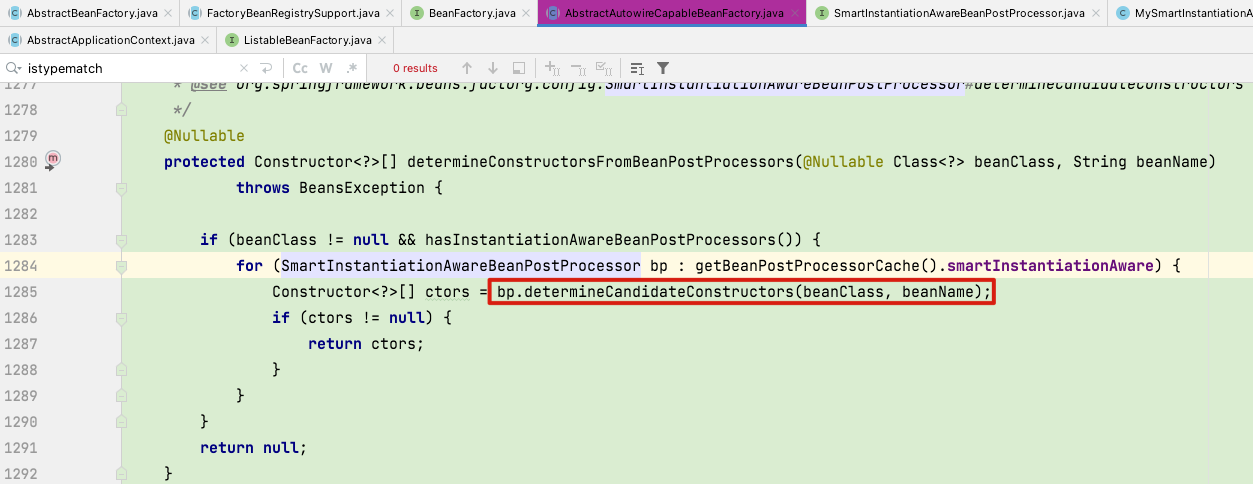 AbstractBeanFactory.java FactoryBeanRegistrySupport.java BeanFactory.java AbstractAutowireCapableBeanFactory.java SmartInstantiationAwareBeanPostProcessor.java MySmartInstantiationA
AbstractApplicationContext.java ListableBeanFactory.java
istypematch Cc W .* 0 results
1277 * @see org.springframework.beans.factory.config.SmartInstantiationAwareBeanPostProcessor#determineCandidateConstructors
1278 */
1279 @Nullable
1280 protected Constructor<?>[] determineConstructorsFromBeanPostProcessors(@Nullable Class<?> beanClass, String beanName)
1281 throws BeansException {
1282
1283 if (beanClass != null && hasInstantiationAwareBeanPostProcessors()) {
1284 for (SmartInstantiationAwareBeanPostProcessor bp : getBeanPostProcessorCache().smartInstantiationAware) {
1285 Constructor<?>[] ctors = bp.determineCandidateConstructors(beanClass, beanName);
1286 if (ctors != null) {
1287 return ctors;
1288 }
1289 }
1290 }
1291 return null;
1292 }